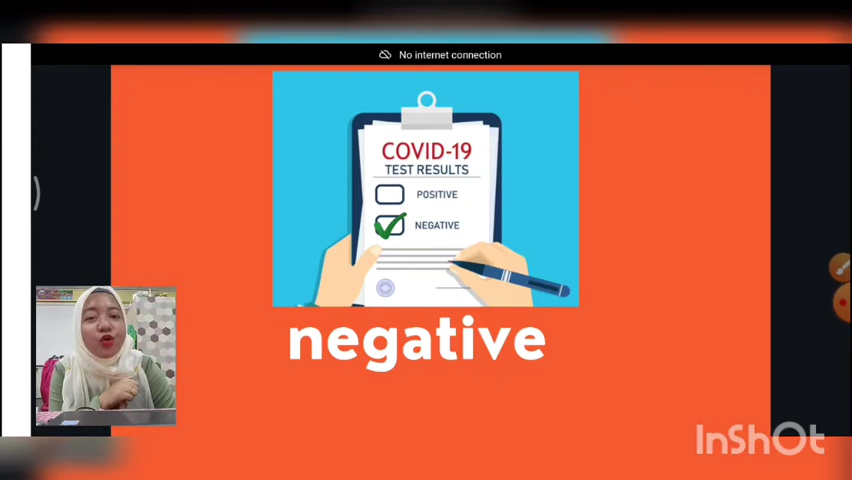 No internet connection
COVID-19
TEST RESULTS
POSITIVE
NEGATIVE
negative
InShOt